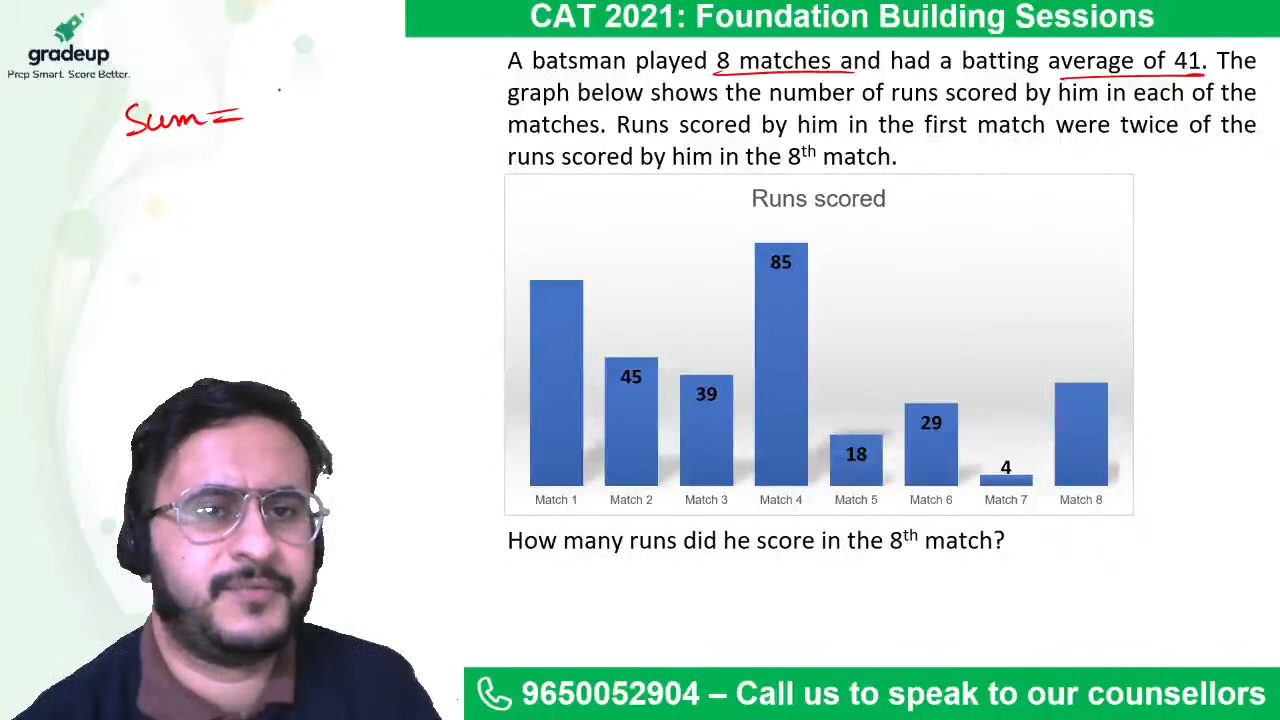 CAT 2021: Foundation Building Sessions
gradeup
Prep Smart. Score Better.
Sum =
A batsman played 8 matches and had a batting average of 41. The
graph below shows the number of runs scored by him in each of the
matches. Runs scored by him in the first match were twice of the
runs scored by him in the 8th match.
Runs scored
85
45
39
29
18
4
Match 1 Match 2 Match 3 Match 4 Match 5 Match 6 Match 7 Match 8
How many runs did he score in the 8th match?
9650052904 – Call us to speak to our counsellors